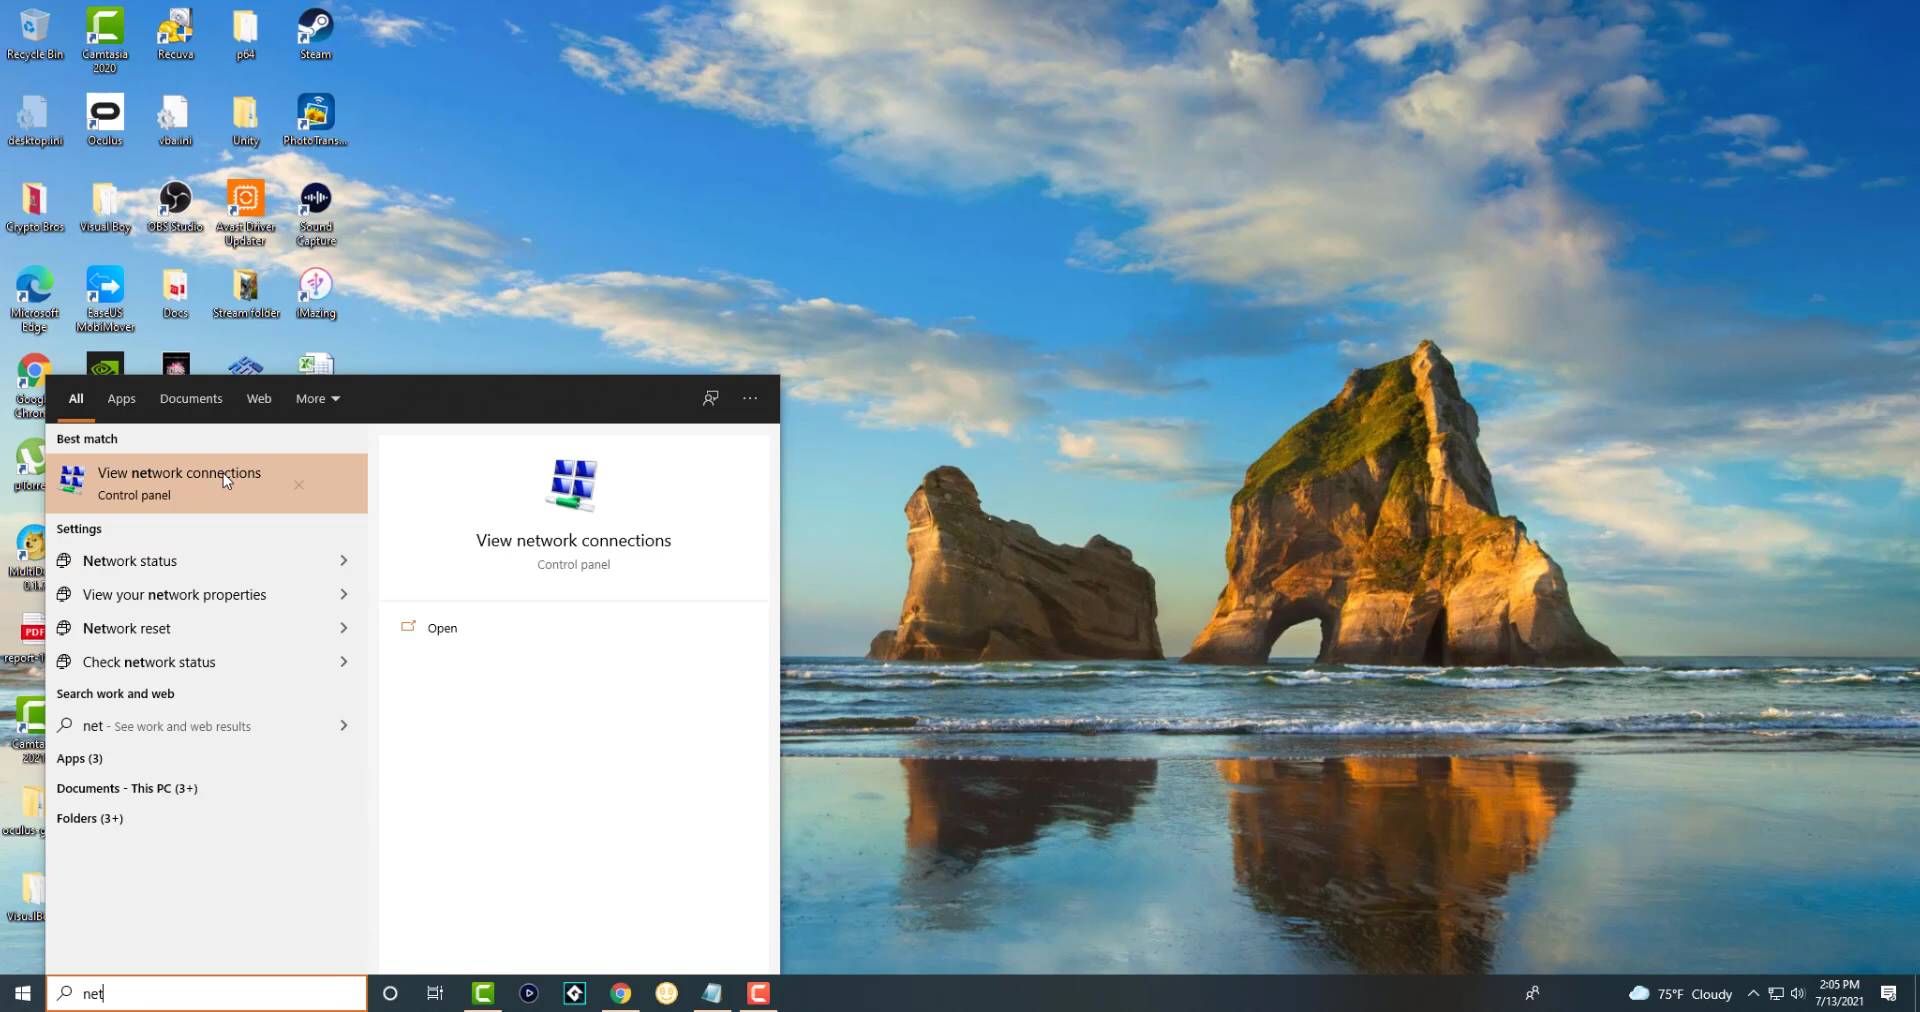 Recycle Bin
Camtasia
2020
Recuva
p64
Steam
desktop.ini
Oculus
vba.ini
Unity
PhotoTrans...
Crypto Bros
Visual Boy
OBS Studio
Avast Driver
Updater
Sound
Capture
Microsoft
Edge
EaseUS
MobiMover
Docs
Stream folder
iMazing
All
Apps
Documents
Web
More
Best match
View network connections
Control panel
Settings
Network status
View your network properties
Network reset
Check network status
Search work and web
net - See work and web results
Apps (3)
Documents - This PC (3+)
Folders (3+)
View network connections
Control panel
Open
PDF
net
75°F Cloudy
2:05 PM
7/13/2021